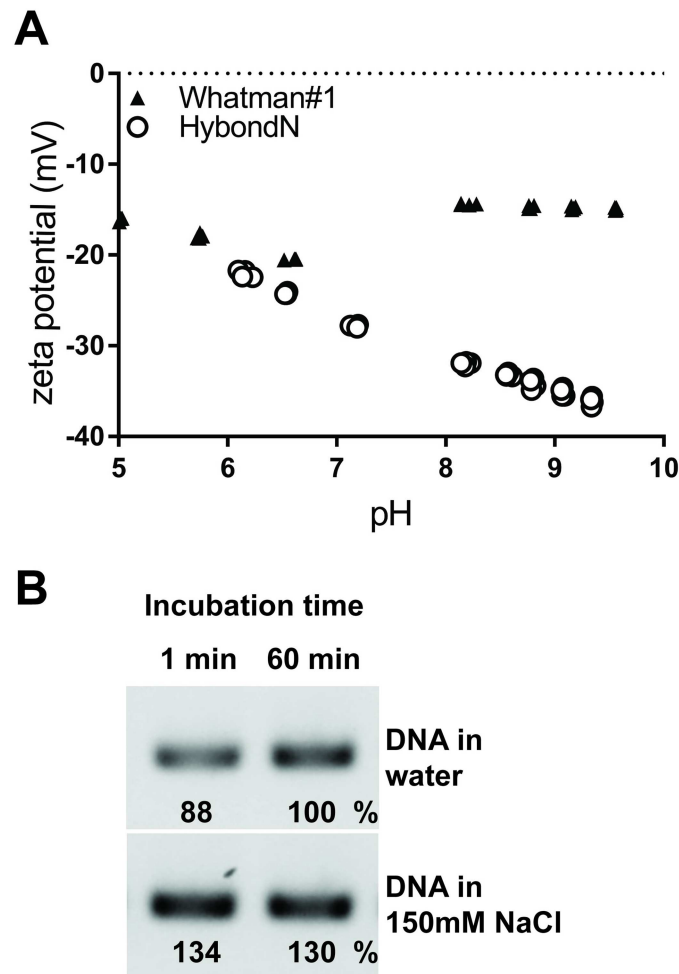 A
0
Whatman#1
HybondN
-10
-20
-30
-40
zeta potential (mV)
5 6 7 8 9 10
pH
B
Incubation time
1 min 60 min
DNA in
water
88 100 %
DNA in
150mM NaCl
134 130 %